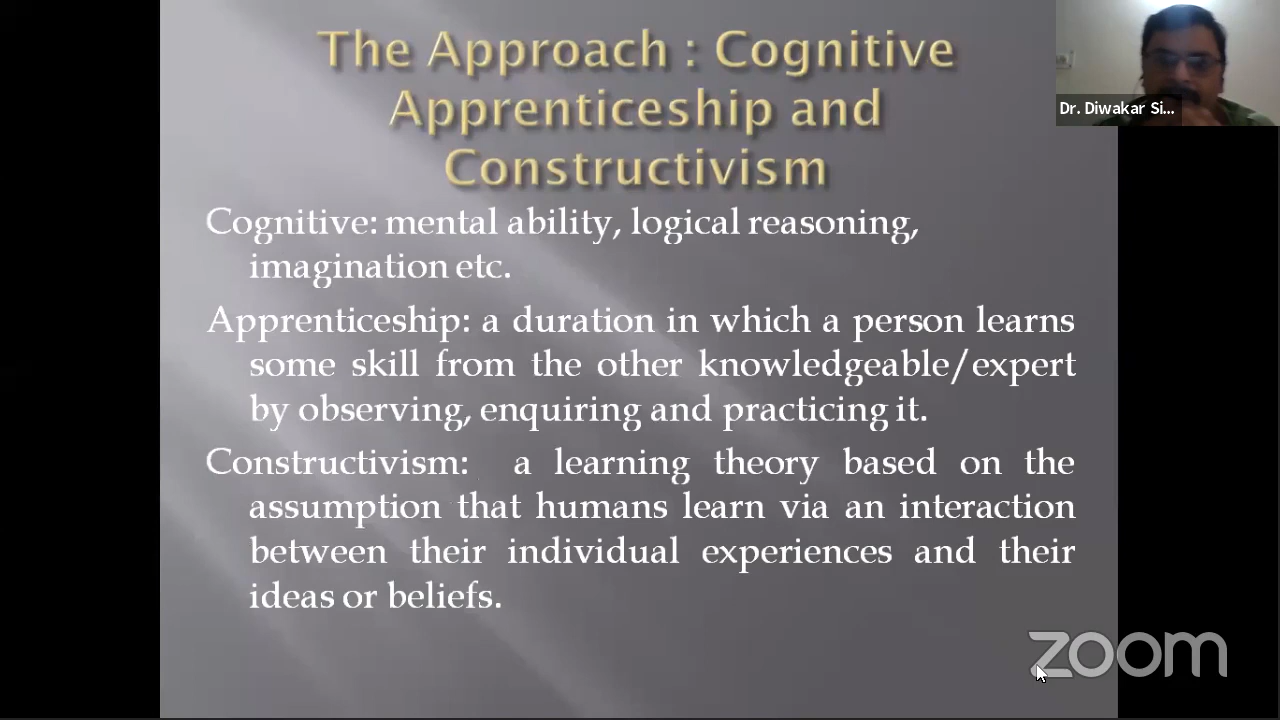 The Approach : Cognitive
Apprenticeship and
Constructivism
Dr. Diwakar Si...
Cognitive: mental ability, logical reasoning,
imagination etc.
Apprenticeship: a duration in which a person learns
some skill from the other knowledgeable/expert
by observing, enquiring and practicing it.
Constructivism: a learning theory based on the
assumption that humans learn via an interaction
between their individual experiences and their
ideas or beliefs.
zoom